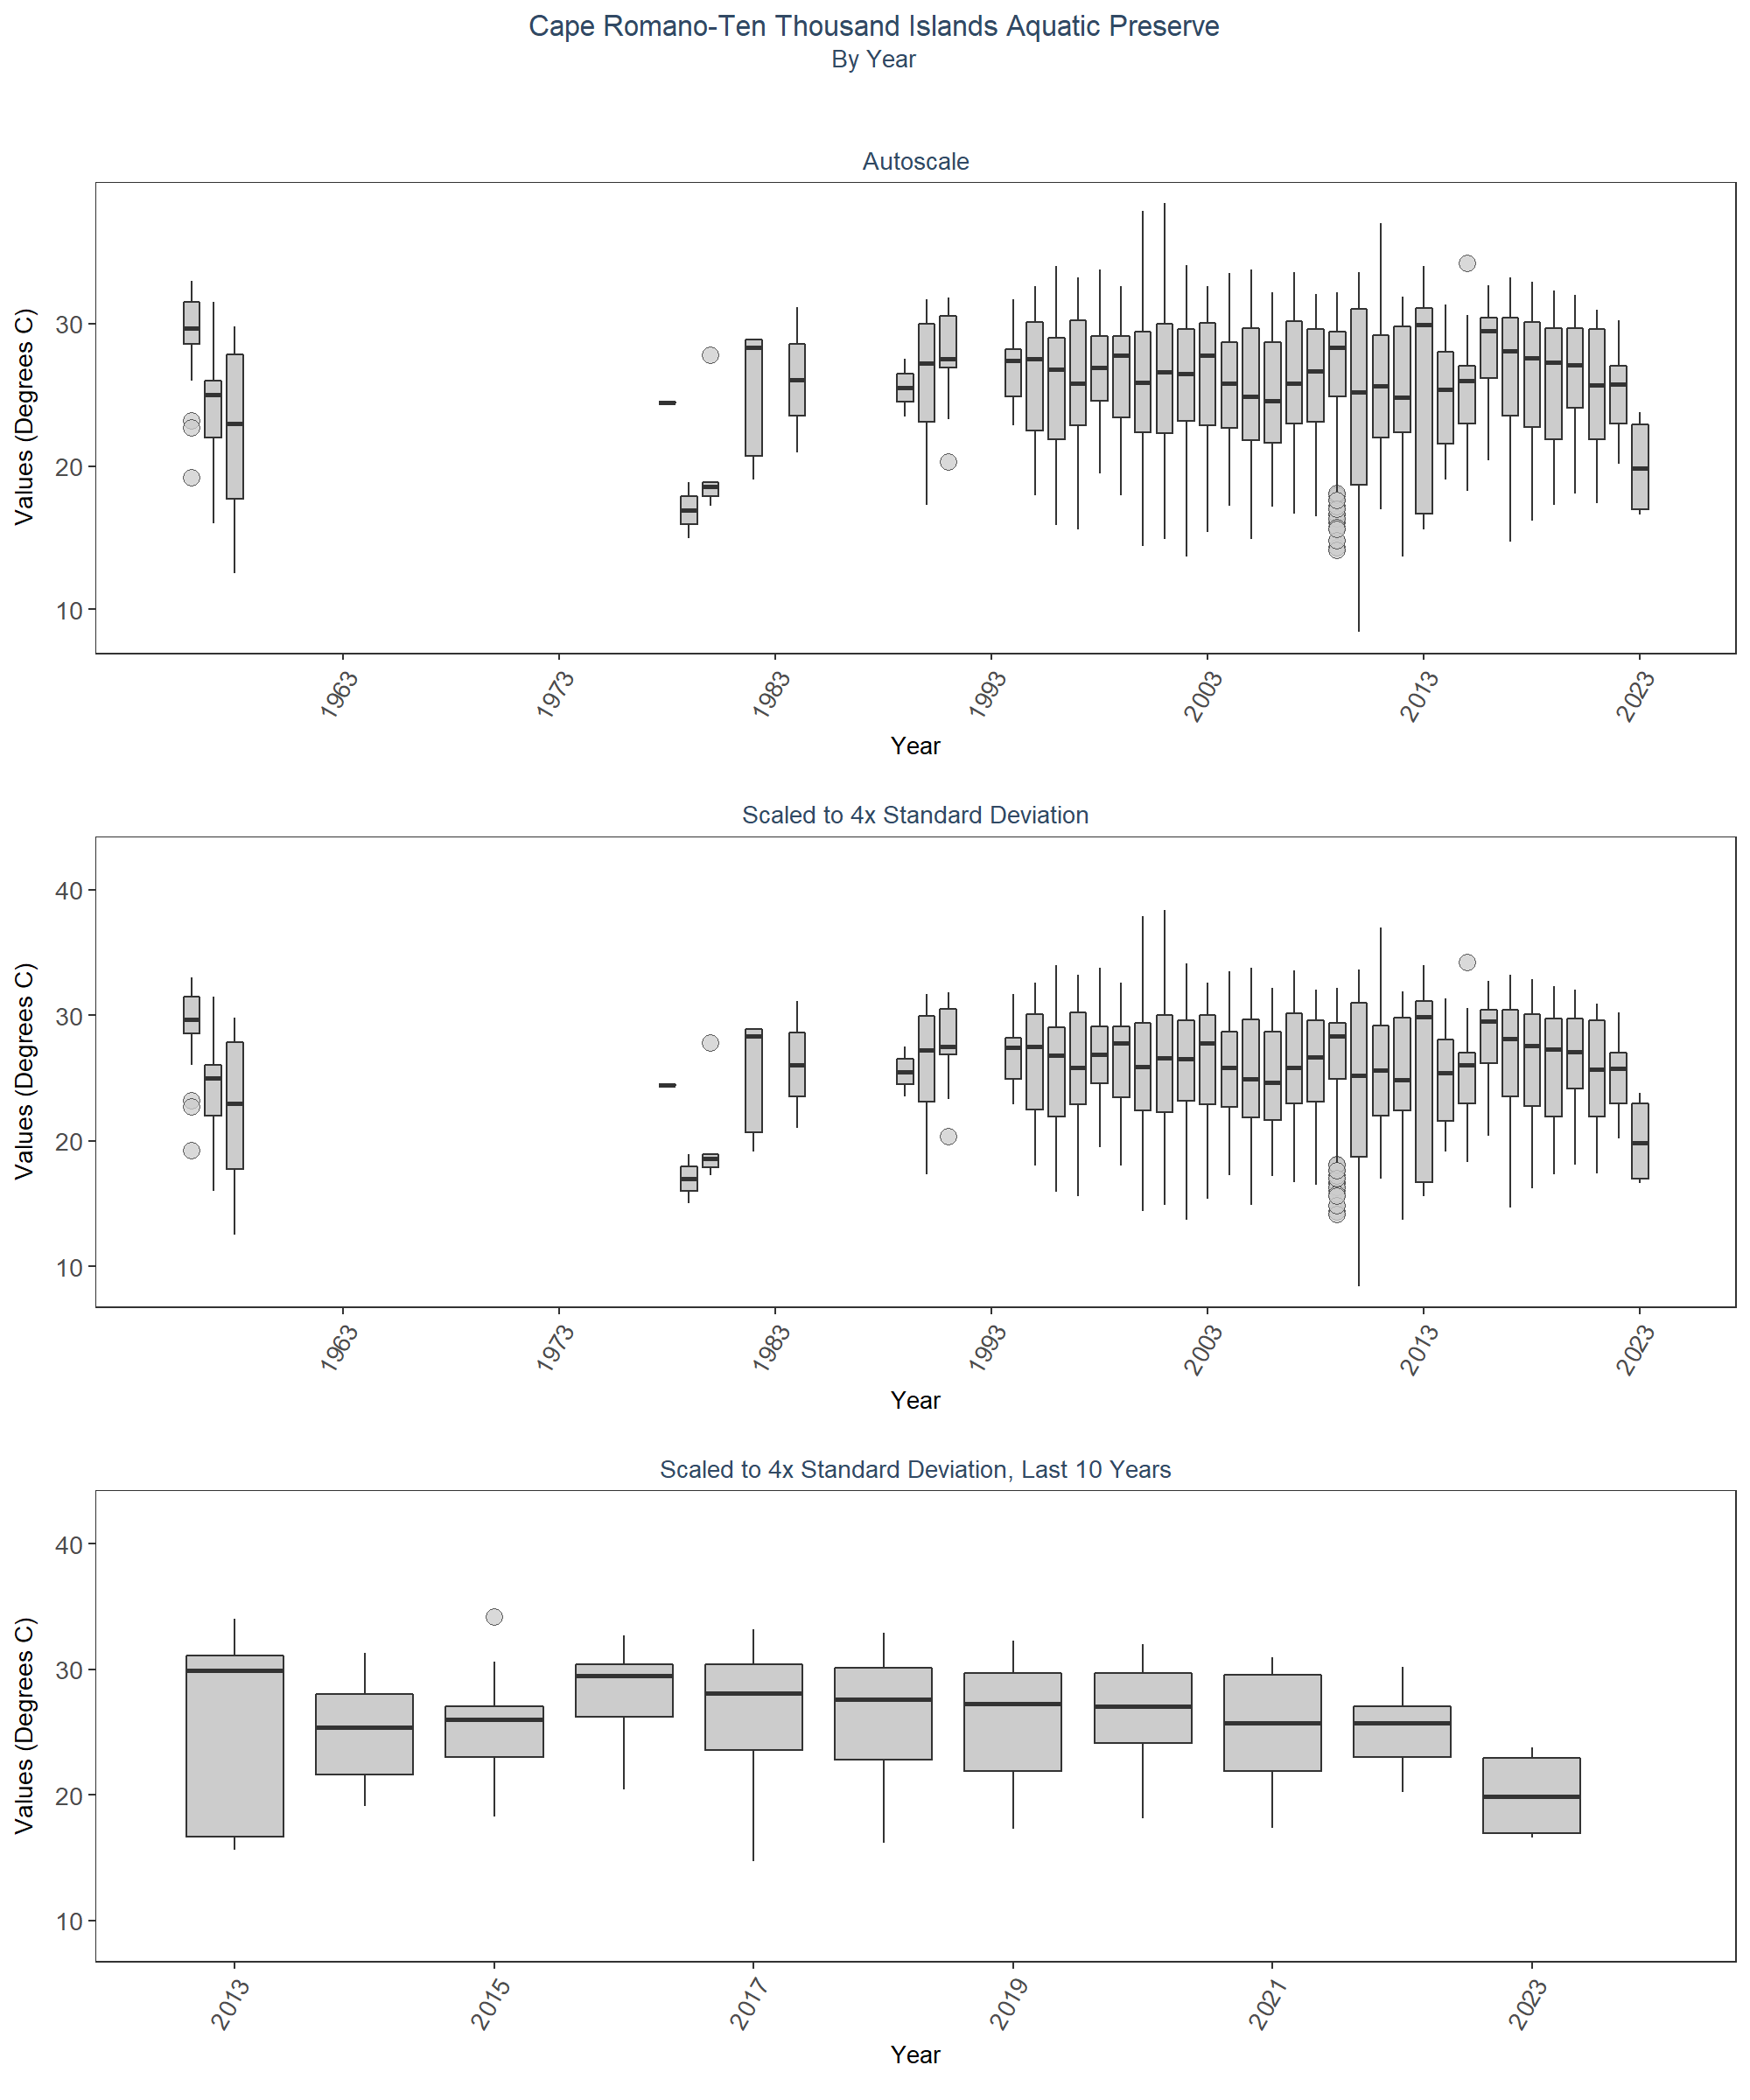 Cape Romano-Ten Thousand Islands Aquatic Preserve
By Year
Autoscale
Values (Degrees C)
30
20
10
1963 1973 1983 1993 2003 2013 2023
Year
Scaled to 4x Standard Deviation
Values (Degrees C)
40
30
20
10
1963 1973 1983 1993 2003 2013 2023
Year
Scaled to 4x Standard Deviation, Last 10 Years
Values (Degrees C)
40
30
20
10
2013 2015 2017 2019 2021 2023
Year